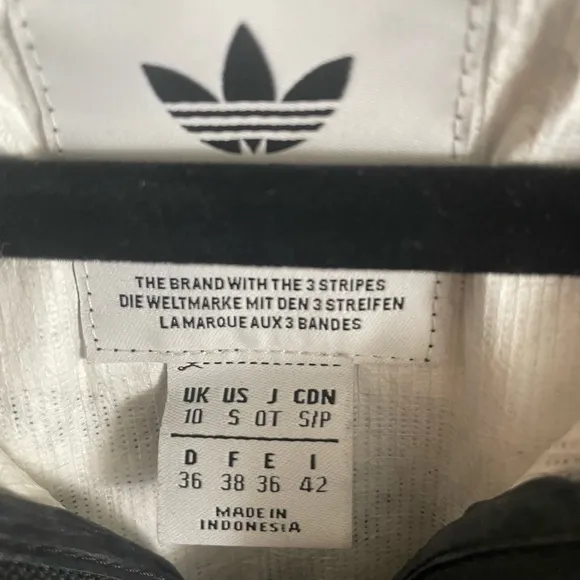 THE BRAND WITH THE 3 STRIPES
DIE WELTMARKE MIT DEN 3 STREIFEN
LA MARQUE AUX 3 BANDES
UK US J CDN
10 S OT S/P
D F E I
36 38 36 42
MADE IN
INDONESIA